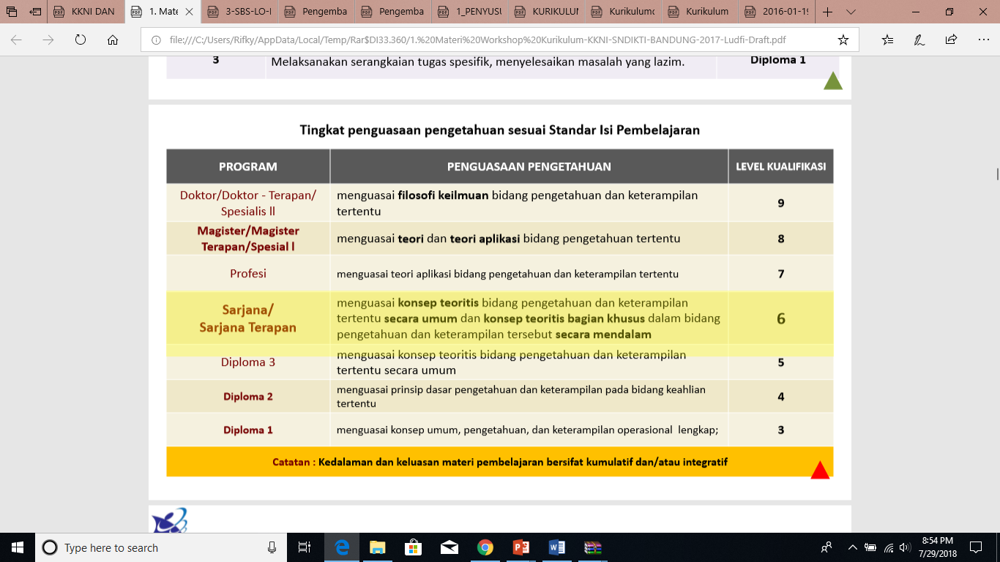 KKNI DAN
1. Mate
3-SBS-LO-I
Pengemba
Pengemba
1_PENYUSU
KURIKULUM
Kurikulumo
Kurikulum
2016-01-19
file:///C:/Users/Rifky/AppData/Local/Temp/Rar$DI33.360/1.%20Materi%20Workshop%20Kurikulum-KKNI-SNDIKTI-BANDUNG-2017-Ludfi-Draft.pdf
3 Melaksanakan serangkaian tugas spesifik, menyelesaikan masalah yang lazim. Diploma 1
Tingkat penguasaan pengetahuan sesuai Standar Isi Pembelajaran
PROGRAM PENGUASAAN PENGETAHUAN LEVEL KUALIFIKASI
Doktor/Doktor - Terapan/
Spesialis ll
menguasai filosofi keilmuan bidang pengetahuan dan keterampilan
tertentu
9
Magister/Magister
Terapan/Spesial l
menguasai teori dan teori aplikasi bidang pengetahuan tertentu
8
Profesi
menguasai teori aplikasi bidang pengetahuan dan keterampilan tertentu
7
Sarjana/
Sarjana Terapan
menguasai konsep teoritis bidang pengetahuan dan keterampilan
tertentu secara umum dan konsep teoritis bagian khusus dalam bidang
pengetahuan dan keterampilan tersebut secara mendalam
6
Diploma 3
menguasai konsep teoritis bidang pengetahuan dan keterampilan
tertentu secara umum
5
Diploma 2
menguasai prinsip dasar pengetahuan dan keterampilan pada bidang keahlian
tertentu
4
Diploma 1
menguasai konsep umum, pengetahuan, dan keterampilan operasional lengkap;
3
Catatan : Kedalaman dan keluasan materi pembelajaran bersifat kumulatif dan/atau integratif
Type here to search
8:54 PM
7/29/2018